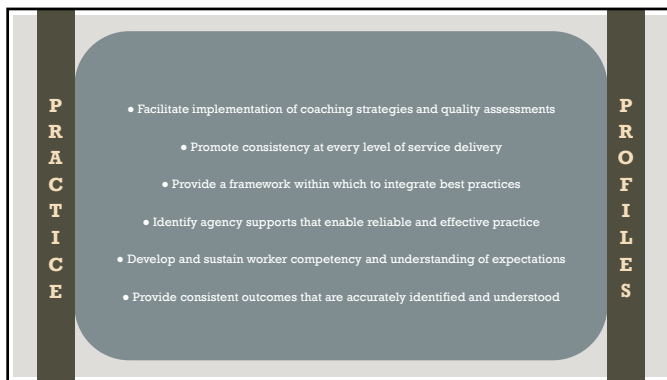 PRACTICE
● Facilitate implementation of coaching strategies and quality assessments
● Promote consistency at every level of service delivery
● Provide a framework within which to integrate best practices
● Identify agency supports that enable reliable and effective practice
● Develop and sustain worker competency and understanding of expectations
● Provide consistent outcomes that are accurately identified and understood
PROFILES